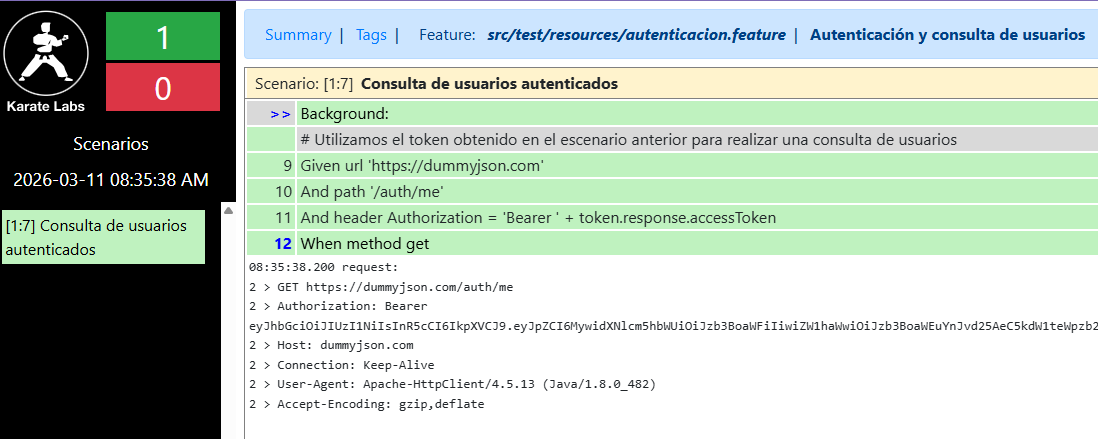 Karate Labs
1
0
Scenarios
2026-03-11 08:35:38 AM
[1:7] Consulta de usuarios
autenticados
Summary | Tags | Feature: src/test/resources/autenticacion.feature | Autenticación y consulta de usuarios
Scenario: [1:7] Consulta de usuarios autenticados
>> Background:
# Utilizamos el token obtenido en el escenario anterior para realizar una consulta de usuarios
9 Given url 'https://dummyjson.com'
10 And path '/auth/me'
11 And header Authorization = 'Bearer ' + token.response.accessToken
12 When method get
08:35:38.200 request:
2 > GET https://dummyjson.com/auth/me
2 > Authorization: Bearer
eyJhbGciOiJIUzI1NiIsInR5cCI6IkpXVCJ9.eyJpZCI6MywidXNlcm5hbWUiOiJzb3BoaWFiIiwiZW1haWwiOiJzb3BoaWEuYnJvd25AeC5kdW1teWpzb2
2 > Host: dummyjson.com
2 > Connection: Keep-Alive
2 > User-Agent: Apache-HttpClient/4.5.13 (Java/1.8.0_482)
2 > Accept-Encoding: gzip,deflate